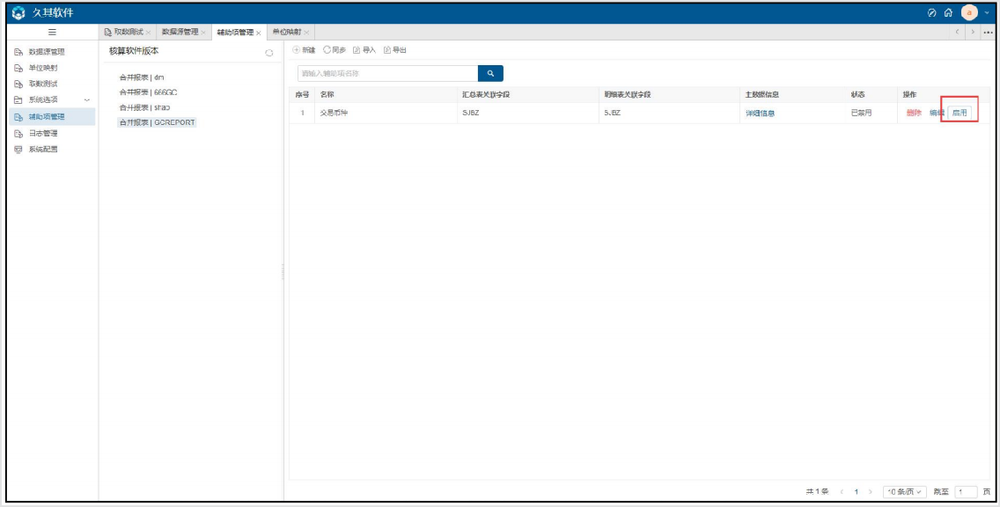 久其软件
a
取数测试 数据源管理 辅助项管理 单位映射
数据源管理
单位映射
取数测试
系统选项
辅助项管理
日志管理
系统配置
核算软件版本
合并报表 | dm
合并报表 | 666GC
合并报表 | shao
合并报表 | GCREPORT
新建 同步 导入 导出
请输入辅助项名称
序号 名称 汇总表关联字段 明细表关联字段 主数据信息 状态 操作
1 交易币种 SJBZ SJBZ 详细信息 已禁用 删除 编辑 启用
共 1 条 < 1 > 10 条/页 跳至 1 页